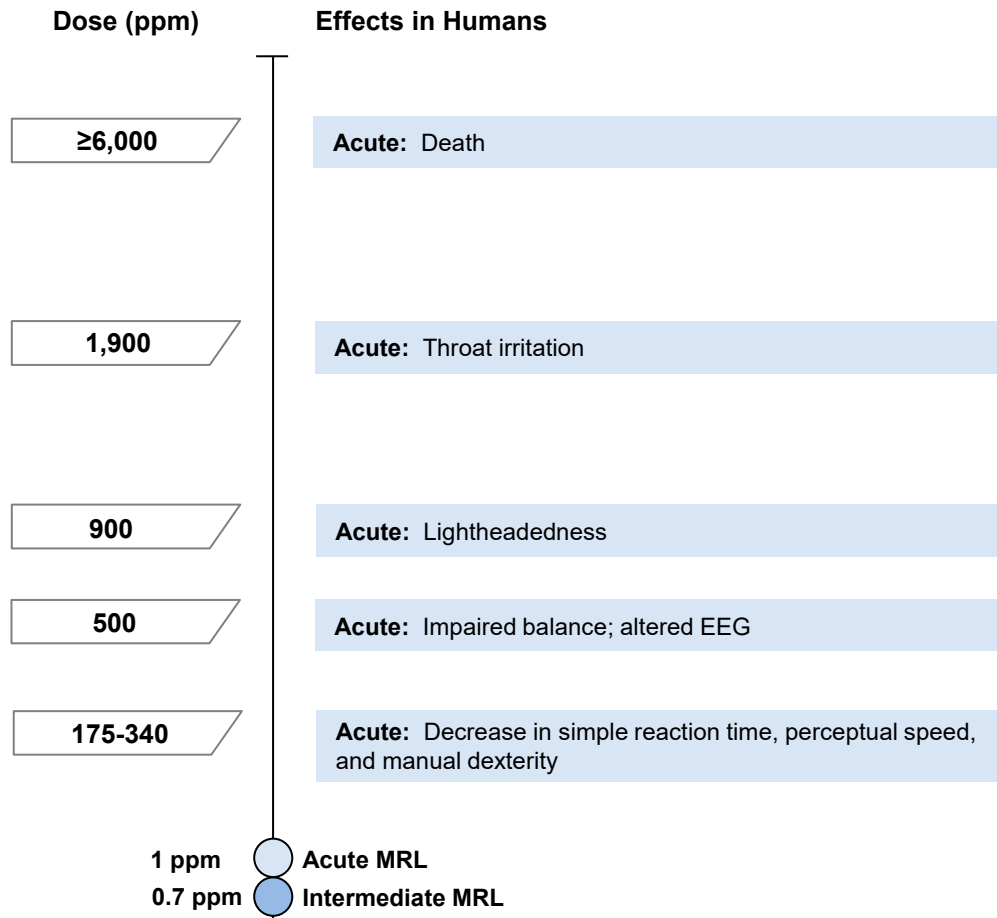 Dose (ppm) Effects in Humans
≥6,000 Acute: Death
1,900 Acute: Throat irritation
900 Acute: Lightheadedness
500 Acute: Impaired balance; altered EEG
175-340 Acute: Decrease in simple reaction time, perceptual speed,
and manual dexterity
1 ppm Acute MRL
0.7 ppm Intermediate MRL